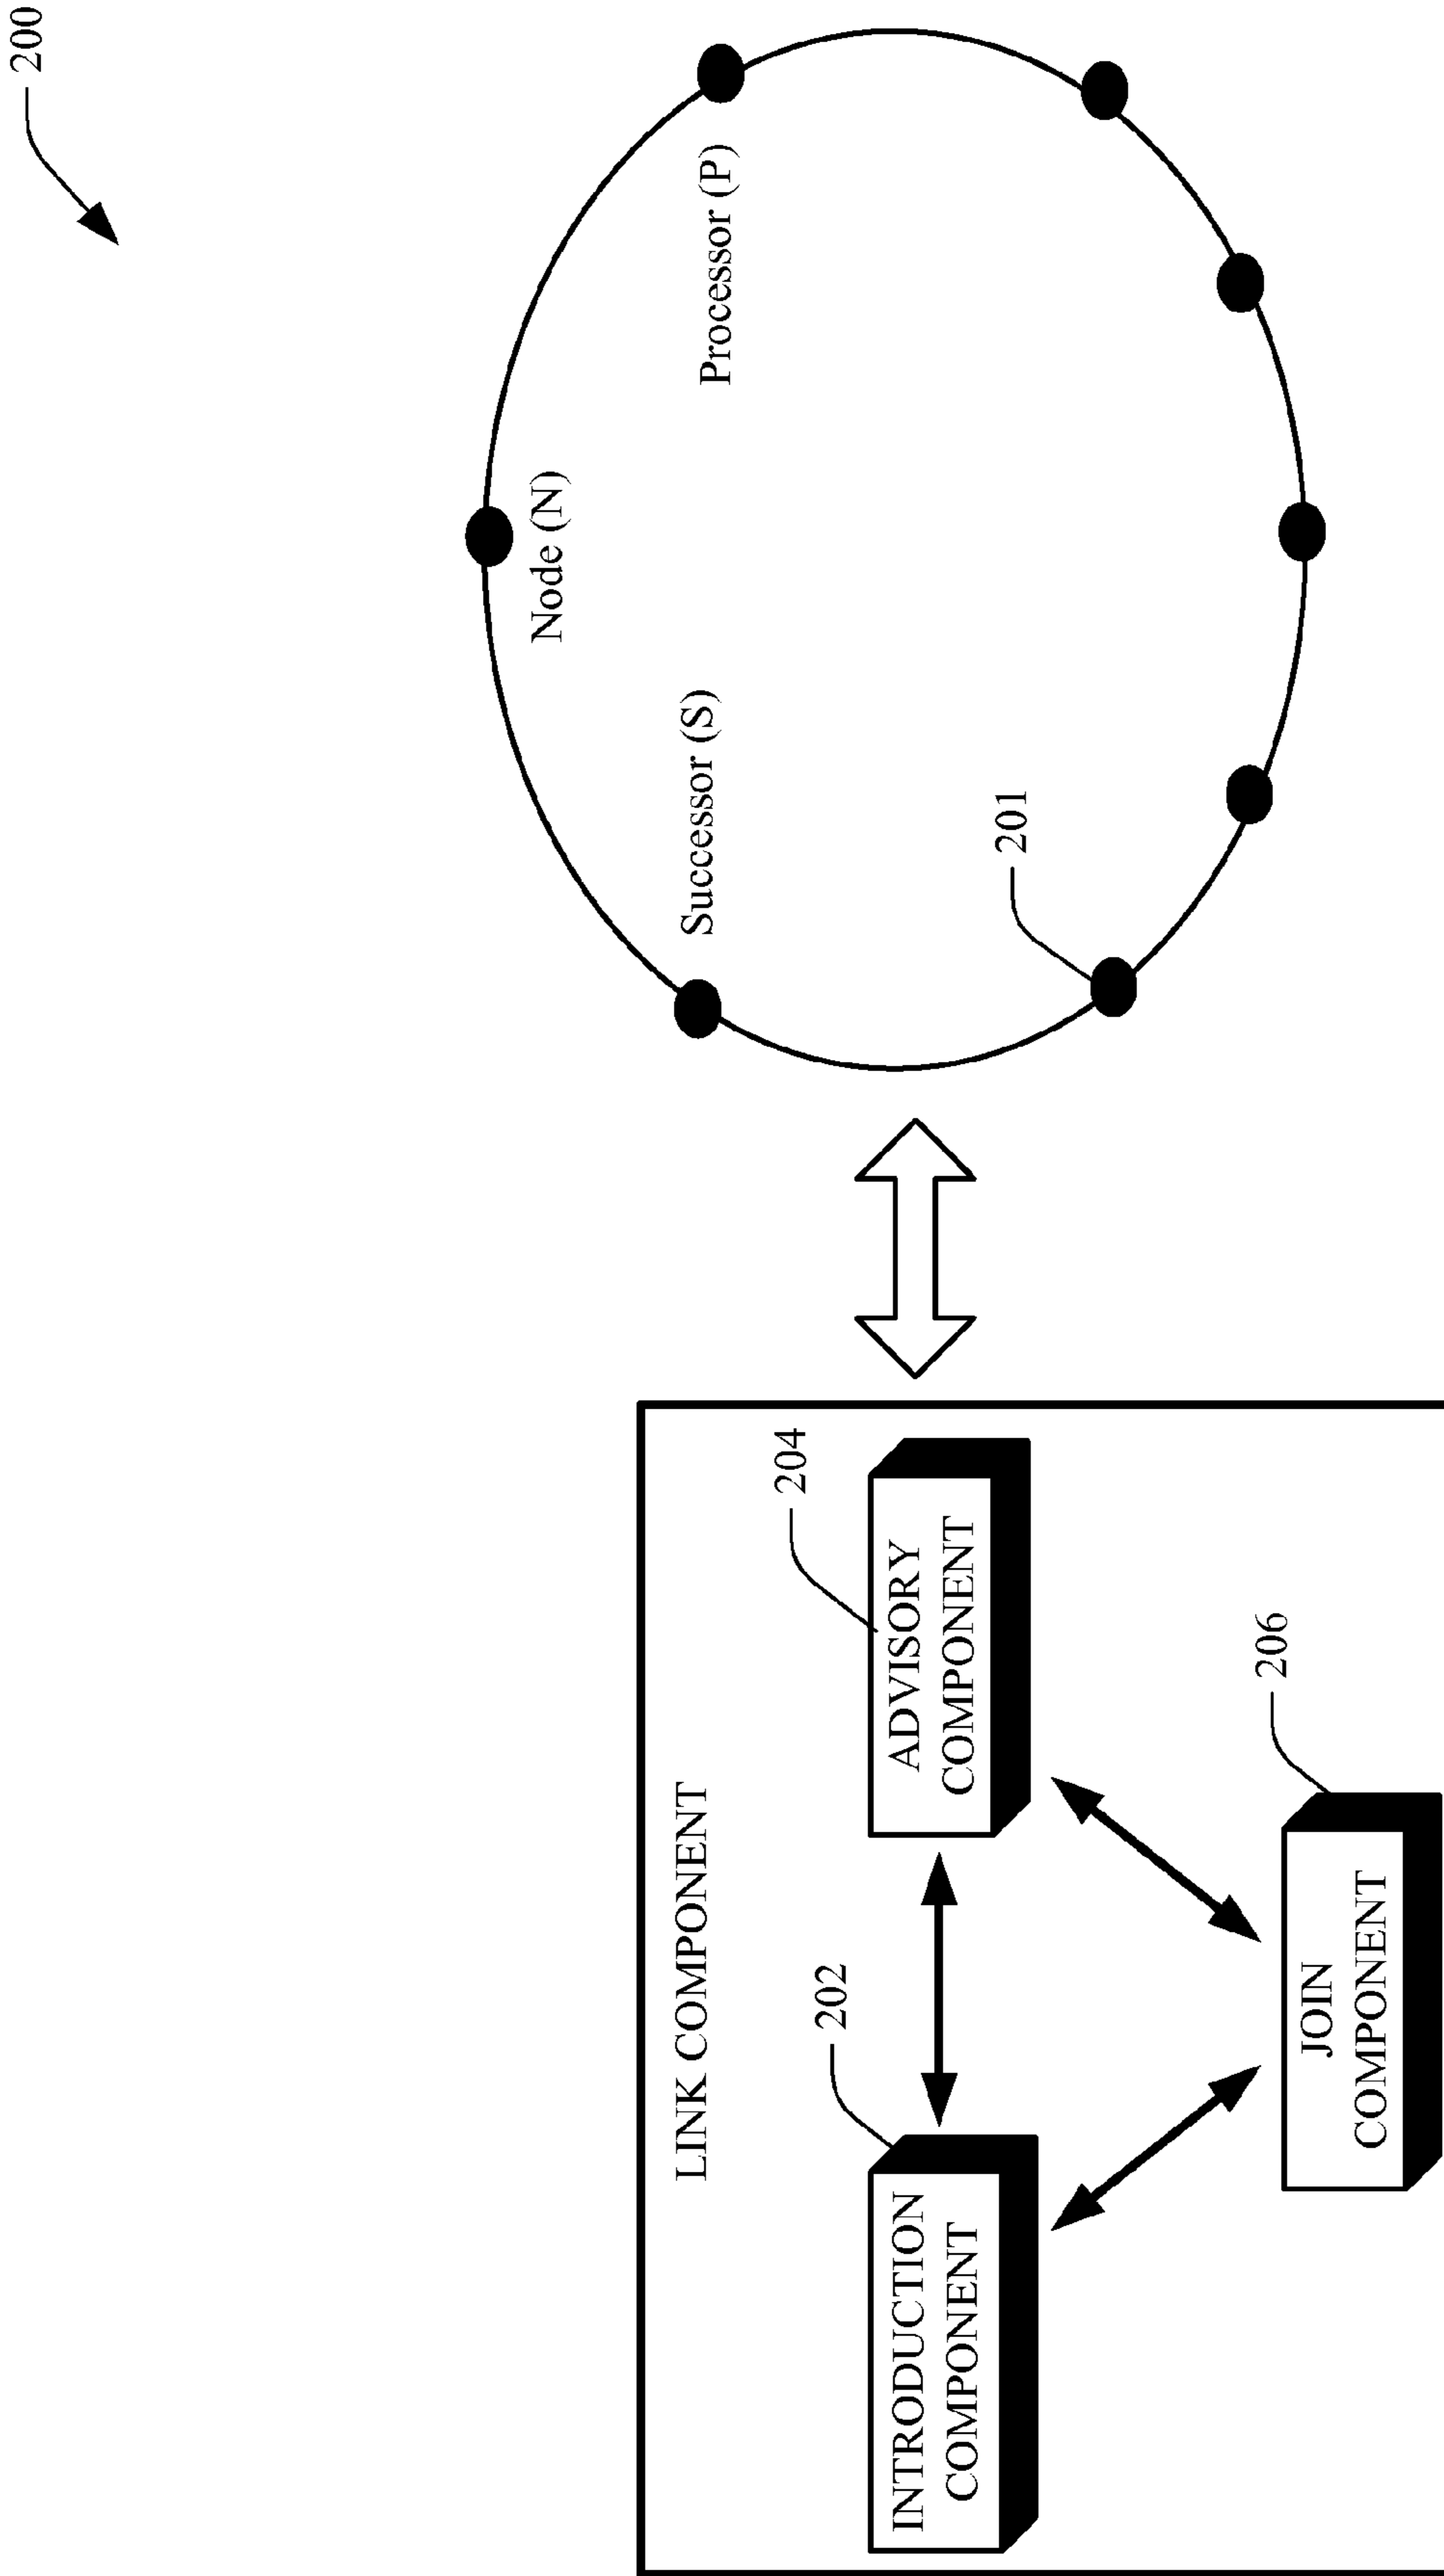 200
Node (N)
Successor (S)
Processor (P)
201
LINK COMPONENT
202
204
INTRODUCTION
COMPONENT
ADVISORY
COMPONENT
206
JOIN
COMPONENT